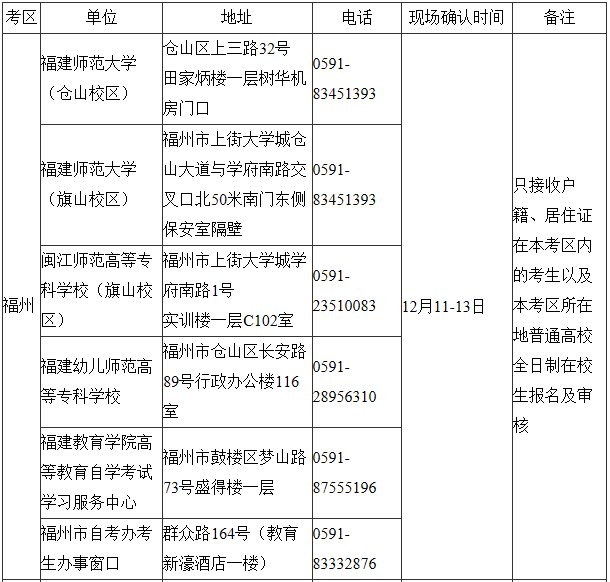 考区 单位 地址 电话 现场确认时间 备注
福州
福建师范大学
（仓山校区）
仓山区上三路32号
田家炳楼一层树华机
房门口
0591-
83451393
福建师范大学
（旗山校区）
福州市上街大学城仓
山大道与学府南路交
叉口北50米南门东侧
保安室隔壁
0591-
83451393
闽江师范高等专
科学校（旗山校
区）
福州市上街大学城学
府南路1号
实训楼一层C102室
0591-
23510083
福建幼儿师范高
等专科学校
福州市仓山区长安路
89号行政办公楼116
室
0591-
28956310
福建教育学院高
等教育自学考试
学习服务中心
福州市鼓楼区梦山路
73号盛得楼一层
0591-
87555196
福州市自考办考
生办事窗口
群众路164号（教育
新濠酒店一楼）
0591-
83332876
12月11-13日
只接收户
籍、居住证
在本考区内
的考生以及
本考区所在
地普通高校
全日制在校
生报名及审
核